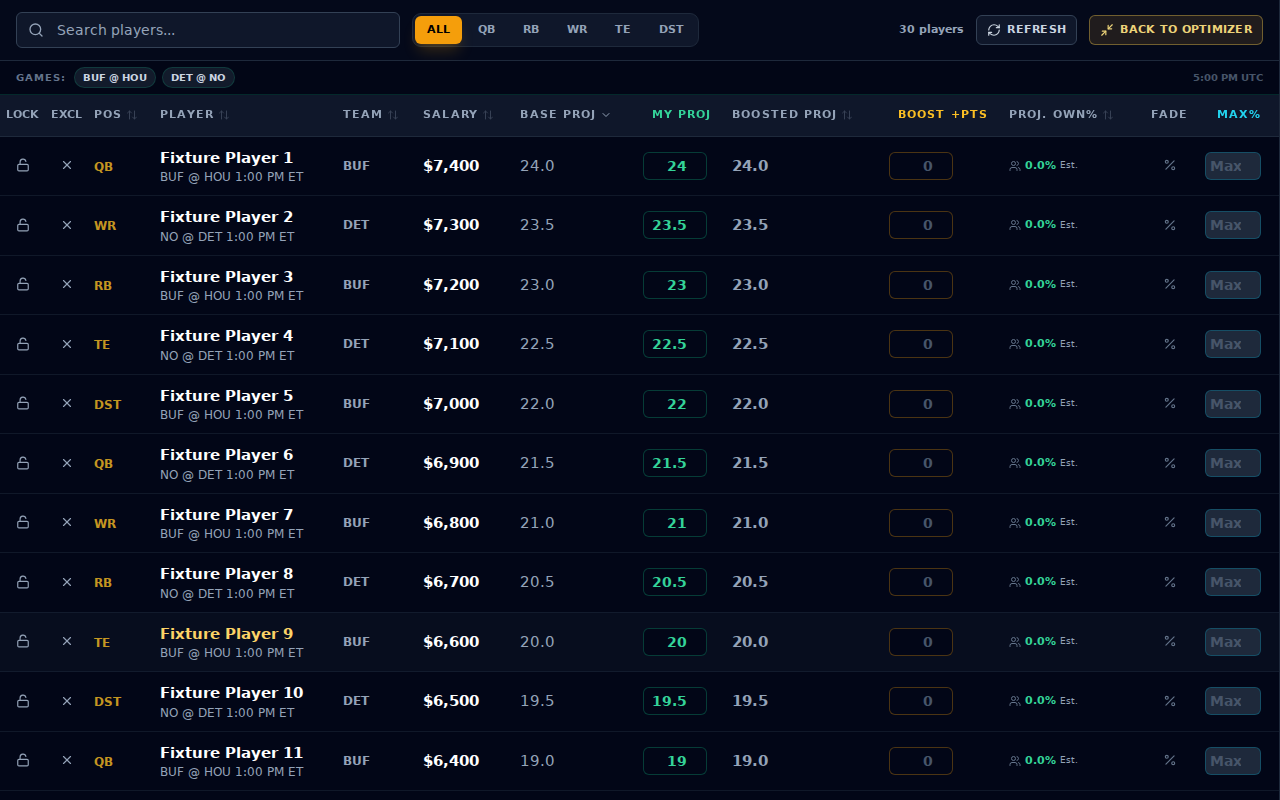 Search players... ALL QB RB WR TE DST 30 players REFRESH BACK TO OPTIMIZER
GAMES: BUF @ HOU DET @ NO 5:00 PM UTC
LOCK EXCL POS PLAYER TEAM SALARY BASE PROJ MY PROJ BOOSTED PROJ BOOST +PTS PROJ. OWN% FADE MAX%
QB Fixture Player 1 BUF $7,400 24.0 24 24.0 0 0.0% Est. % Max
BUF @ HOU 1:00 PM ET
WR Fixture Player 2 DET $7,300 23.5 23.5 23.5 0 0.0% Est. % Max
NO @ DET 1:00 PM ET
RB Fixture Player 3 BUF $7,200 23.0 23 23.0 0 0.0% Est. % Max
BUF @ HOU 1:00 PM ET
TE Fixture Player 4 DET $7,100 22.5 22.5 22.5 0 0.0% Est. % Max
NO @ DET 1:00 PM ET
DST Fixture Player 5 BUF $7,000 22.0 22 22.0 0 0.0% Est. % Max
BUF @ HOU 1:00 PM ET
QB Fixture Player 6 DET $6,900 21.5 21.5 21.5 0 0.0% Est. % Max
NO @ DET 1:00 PM ET
WR Fixture Player 7 BUF $6,800 21.0 21 21.0 0 0.0% Est. % Max
BUF @ HOU 1:00 PM ET
RB Fixture Player 8 DET $6,700 20.5 20.5 20.5 0 0.0% Est. % Max
NO @ DET 1:00 PM ET
TE Fixture Player 9 BUF $6,600 20.0 20 20.0 0 0.0% Est. % Max
BUF @ HOU 1:00 PM ET
DST Fixture Player 10 DET $6,500 19.5 19.5 19.5 0 0.0% Est. % Max
NO @ DET 1:00 PM ET
QB Fixture Player 11 BUF $6,400 19.0 19 19.0 0 0.0% Est. % Max
BUF @ HOU 1:00 PM ET